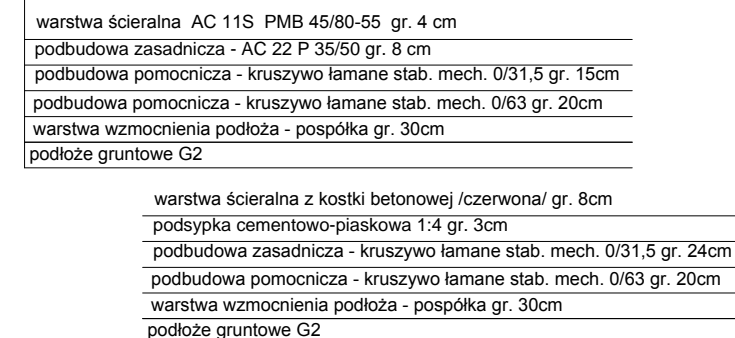 warstwa ścieralna AC 11S PMB 45/80-55 gr. 4 cm
podbudowa zasadnicza - AC 22 P 35/50 gr. 8 cm
podbudowa pomocnicza - kruszywo łamane stab. mech. 0/31,5 gr. 15cm
podbudowa pomocnicza - kruszywo łamane stab. mech. 0/63 gr. 20cm
warstwa wzmocnienia podłoża - pospółka gr. 30cm
podłoże gruntowe G2
warstwa ścieralna z kostki betonowej /czerwona/ gr. 8cm
podsypka cementowo-piaskowa 1:4 gr. 3cm
podbudowa zasadnicza - kruszywo łamane stab. mech. 0/31,5 gr. 24cm
podbudowa pomocnicza - kruszywo łamane stab. mech. 0/63 gr. 20cm
warstwa wzmocnienia podłoża - pospółka gr. 30cm
podłoże gruntowe G2